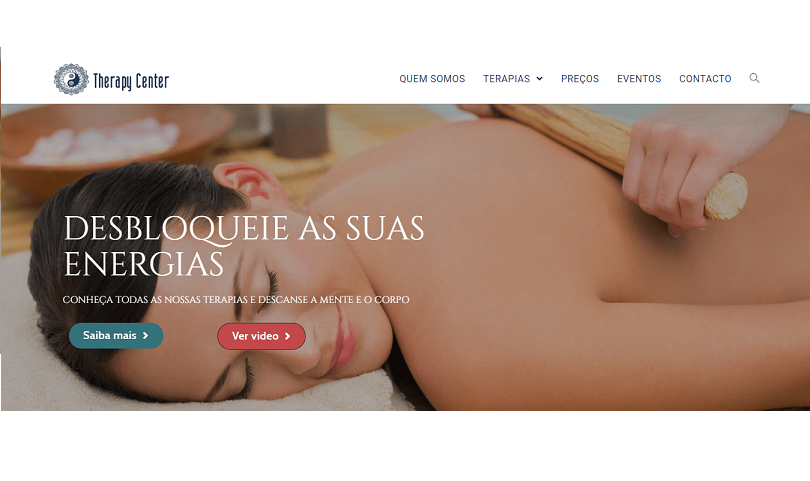 Therapy Center
QUEM SOMOS TERAPIAS PREÇOS EVENTOS CONTACTO
DESBLOQUEIE AS SUAS
ENERGIAS
CONHEÇA TODAS AS NOSSAS TERAPIAS E DESCANSE A MENTE E O CORPO
Saiba mais Ver video